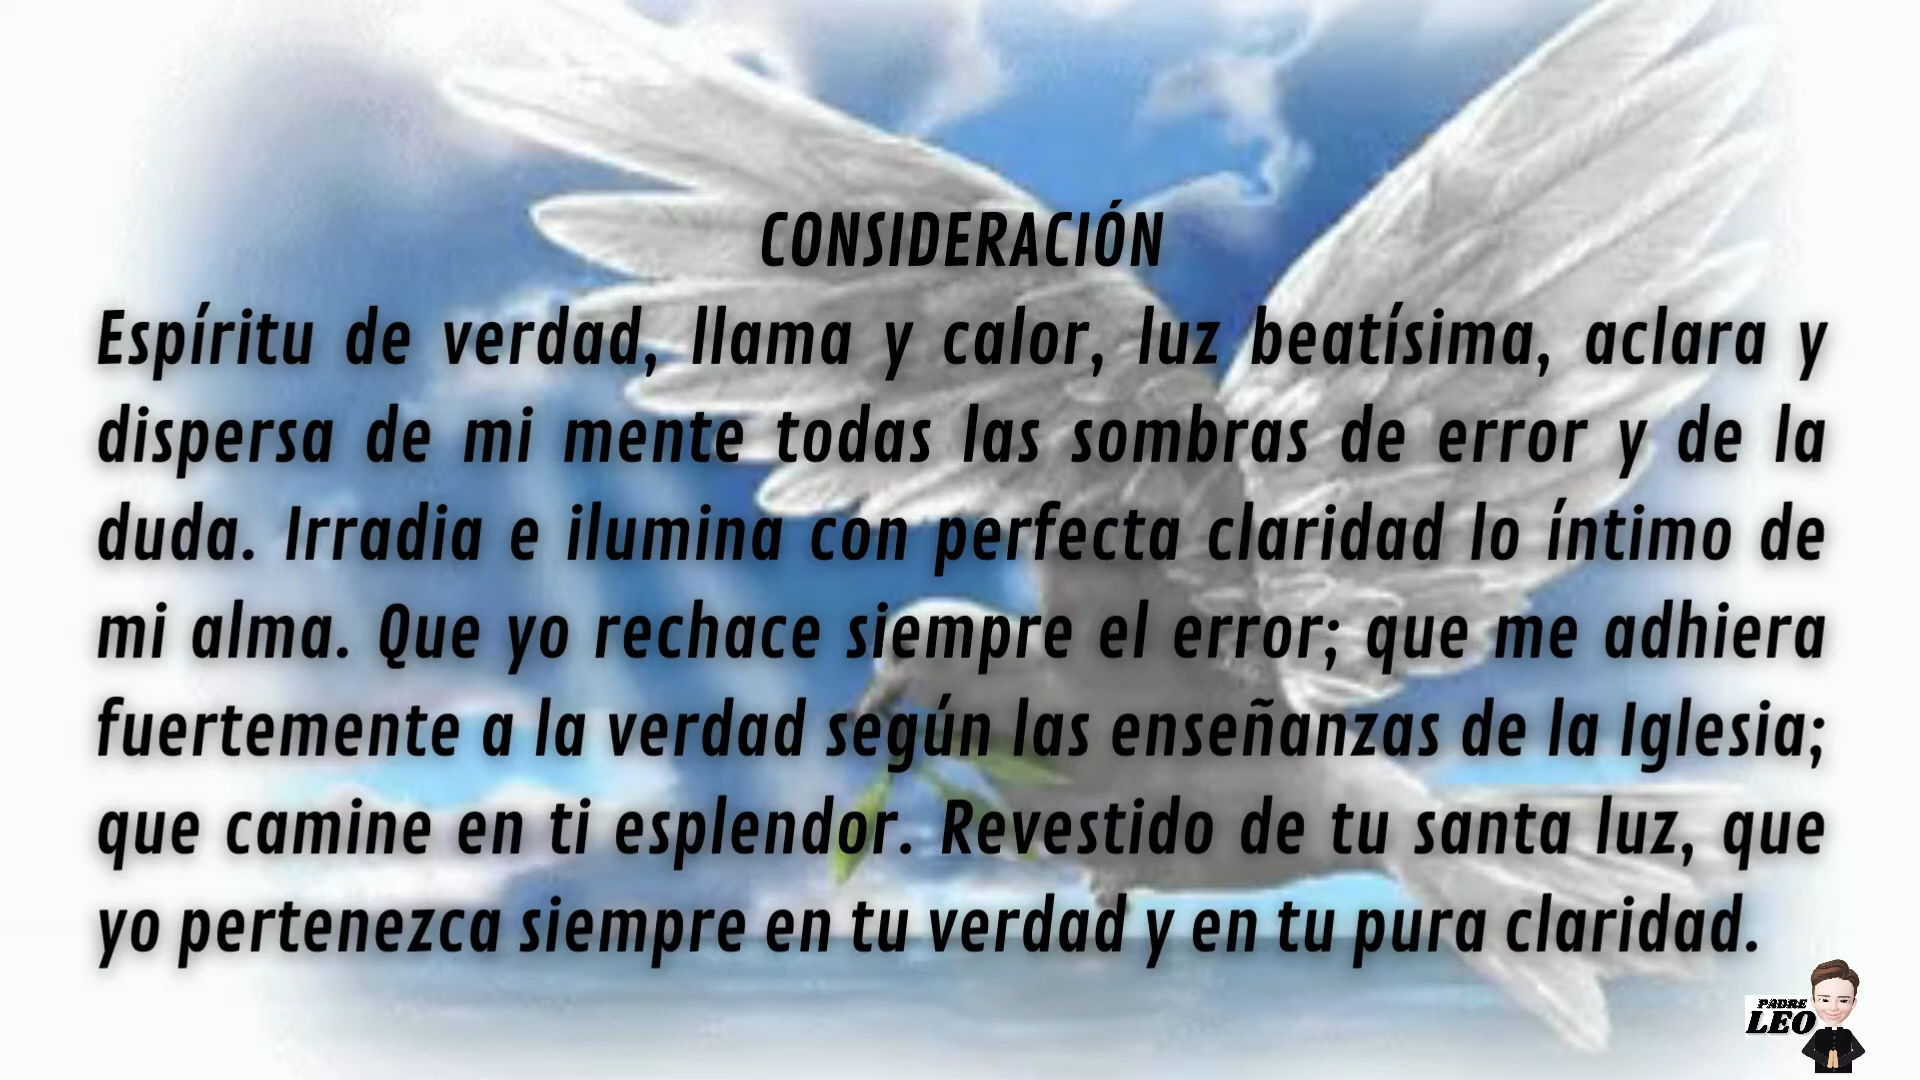 CONSIDERACIÓN
Espíritu de verdad, llama y calor, luz beatísima, aclara y
dispersa de mi mente todas las sombras de error y de la
duda. Irradia e ilumina con perfecta claridad lo íntimo de
mi alma. Que yo rechace siempre el error; que me adhiera
fuertemente a la verdad según las enseñanzas de la Iglesia;
que camine en ti esplendor. Revestido de tu santa luz, que
yo pertenezca siempre en tu verdad y en tu pura claridad.
PADRE
LEO